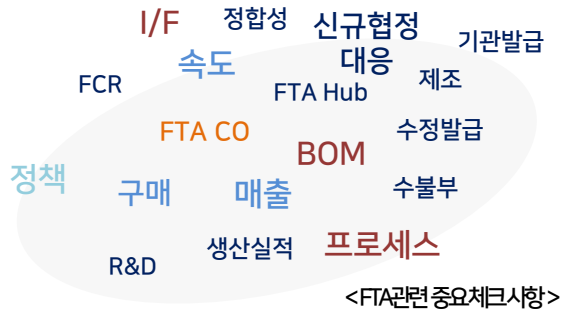 I/F
정합성
신규협정
대응
기관발급
속도
FCR
FTA Hub
제조
FTA CO
수정발급
BOM
정책
구매
매출
수불부
생산실적
프로세스
R&D
<FTA관련 중요체크사항>